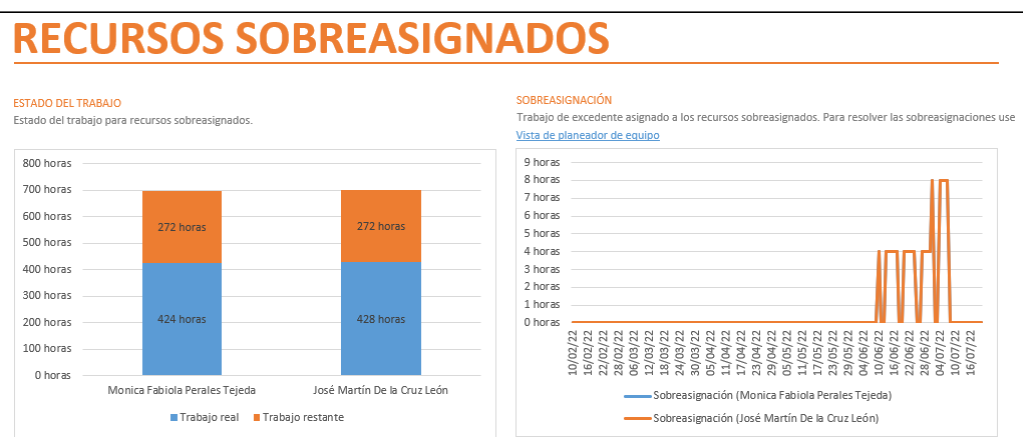 RECURSOS SOBREASIGNADOS
ESTADO DEL TRABAJO
Estado del trabajo para recursos sobreasignados.
800 horas
700 horas
600 horas
500 horas
400 horas
300 horas
200 horas
100 horas
0 horas
272 horas
272 horas
424 horas
428 horas
Monica Fabiola Perales Tejeda
José Martín De la Cruz León
Trabajo real
Trabajo restante
SOBREASIGNACIÓN
Trabajo de excedente asignado a los recursos sobreasignados. Para resolver las sobreasignaciones use
Vista de planeador de equipo
9 horas
8 horas
7 horas
6 horas
5 horas
4 horas
3 horas
2 horas
1 horas
0 horas
10/02/22
16/02/22
22/02/22
28/02/22
06/03/22
12/03/22
18/03/22
24/03/22
30/03/22
05/04/22
11/04/22
17/04/22
23/04/22
29/04/22
05/05/22
11/05/22
17/05/22
23/05/22
29/05/22
04/06/22
10/06/22
16/06/22
22/06/22
28/06/22
04/07/22
10/07/22
16/07/22
Sobreasignación (Monica Fabiola Perales Tejeda)
Sobreasignación (José Martín De la Cruz León)